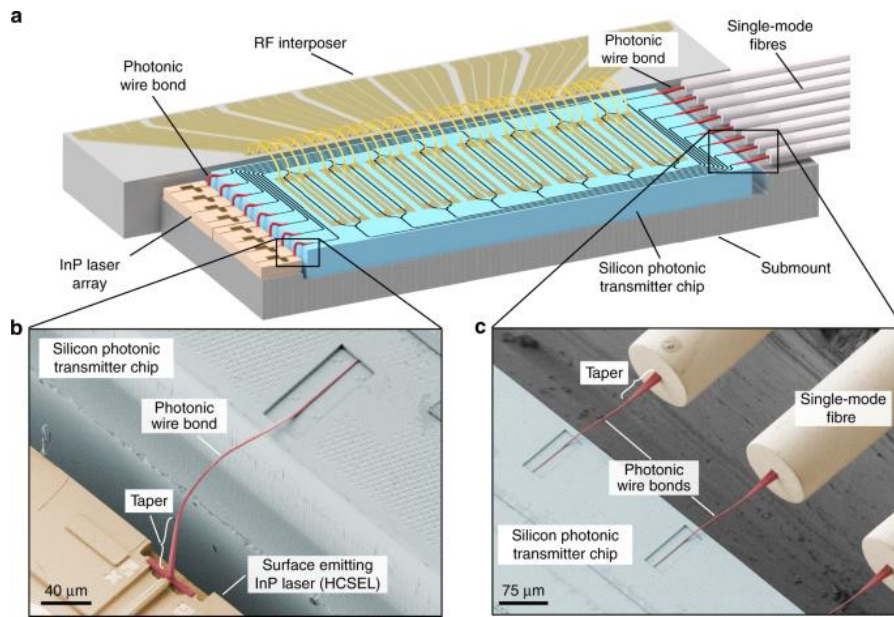 a
RF interposer
Photonic
wire bond
Single-mode
fibres
Photonic
wire bond
InP laser
array
Silicon photonic
transmitter chip
Submount
b
Silicon photonic
transmitter chip
Photonic
wire bond
Taper
Surface emitting
InP laser (HCSEL)
40 μm
c
Taper
Single-mode
fibre
Photonic
wire bonds
Silicon photonic
transmitter chip
75 μm